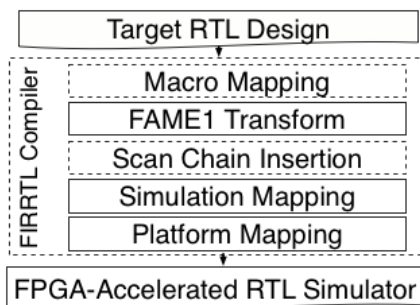 Target RTL Design
FIRRTL Compiler
Macro Mapping
FAME1 Transform
Scan Chain Insertion
Simulation Mapping
Platform Mapping
FPGA-Accelerated RTL Simulator